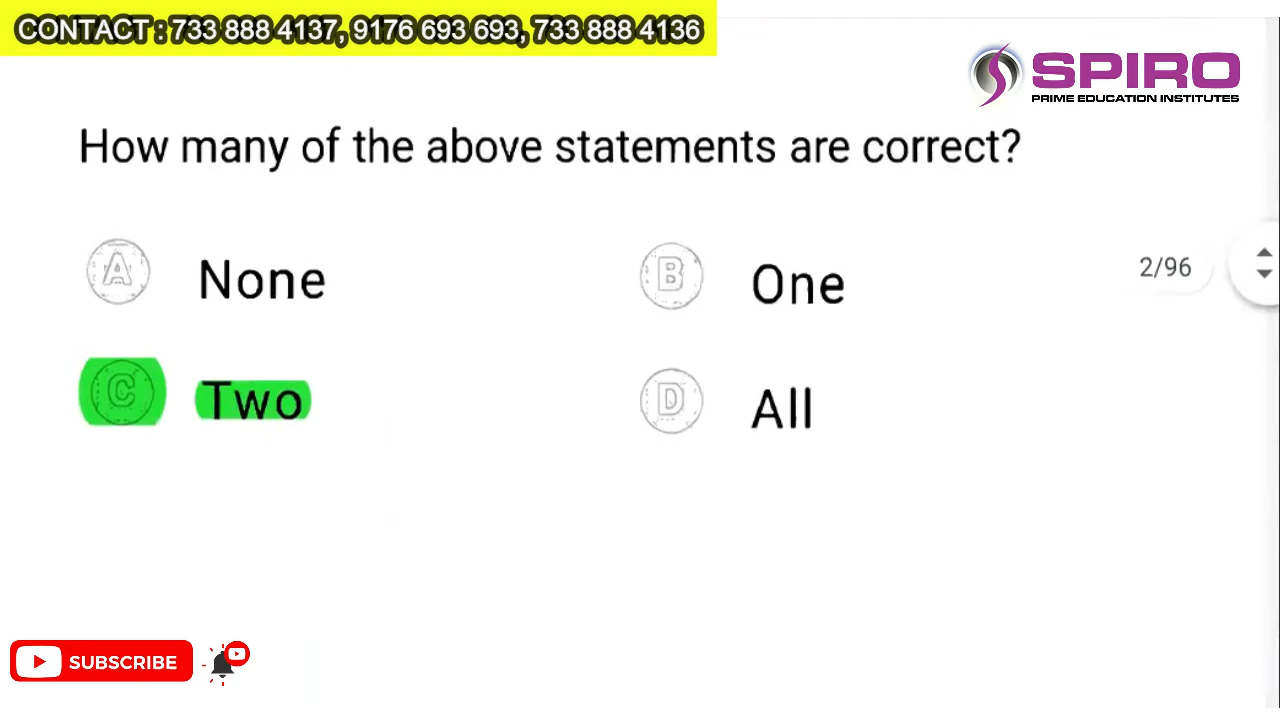 CONTACT : 733 888 4137, 9176 693 693, 733 888 4136
SPIRO
PRIME EDUCATION INSTITUTES
How many of the above statements are correct?
A None
B One
2/96
C Two
D All
SUBSCRIBE